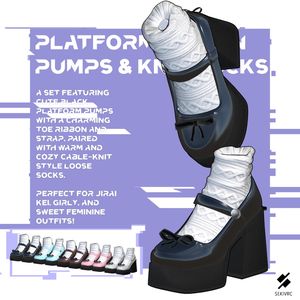 PLATFORM
PUMPS & KN
A SET FEATURING
CUTE BLACK
PLATFORM PUMPS
WITH A CHARMING
TOE RIBBON AND
STRAP, PAIRED
WITH WARM AND
COZY CABLE-KNIT
STYLE LOOSE
SOCKS.
PERFECT FOR JIRAI
KEI, GIRLY, AND
SWEET FEMININE
OUTFITS!
SEKIVRC